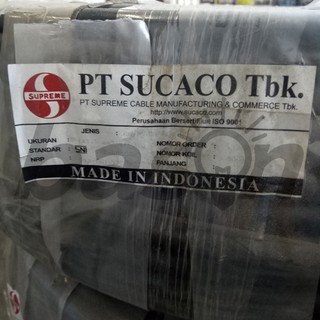 SUPREME
PT SUCACO Tbk.
PT SUPREME CABLE MANUFACTURING & COMMERCE Tbk.
http://www.sucaco.com
Perusahaan Bersertifikat ISO 9001
JENIS :
UKURAN : NOMOR ORDER :
STANDAR : SNI NOMOR KOIL :
NRP : PANJANG :
MADE IN INDONESIA